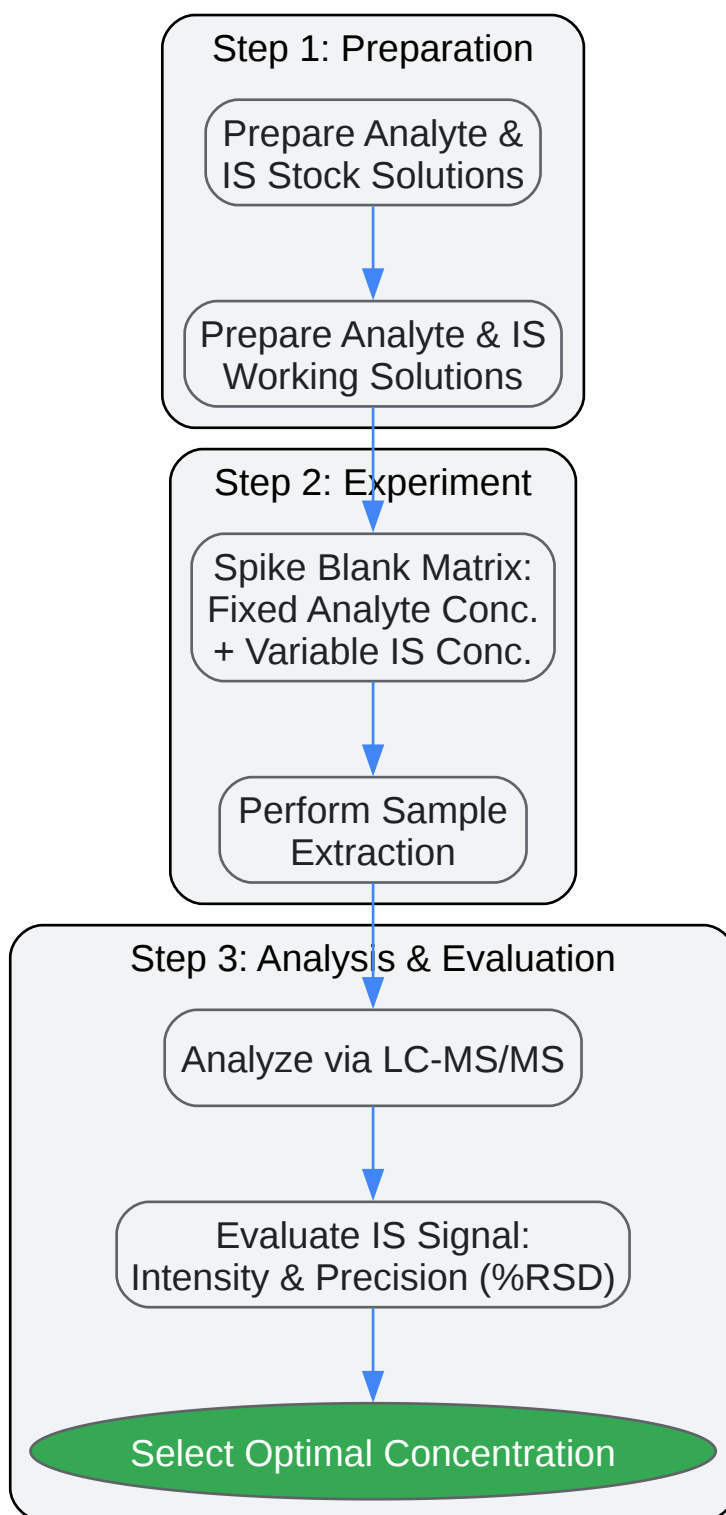 Step 1: Preparation
Prepare Analyte &
IS Stock Solutions
Prepare Analyte & IS
Working Solutions
Step 2: Experiment
Spike Blank Matrix:
Fixed Analyte Conc.
+ Variable IS Conc.
Perform Sample
Extraction
Step 3: Analysis & Evaluation
Analyze via LC-MS/MS
Evaluate IS Signal:
Intensity & Precision (%RSD)
Select Optimal Concentration